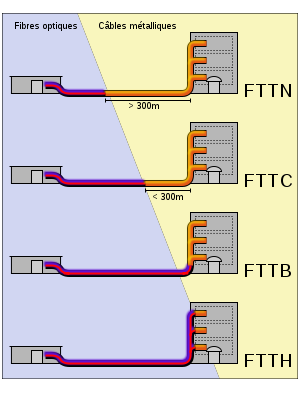 Fibres optiques
Câbles métalliques
FTTN
> 300m
FTTC
< 300m
FTTB
FTTH